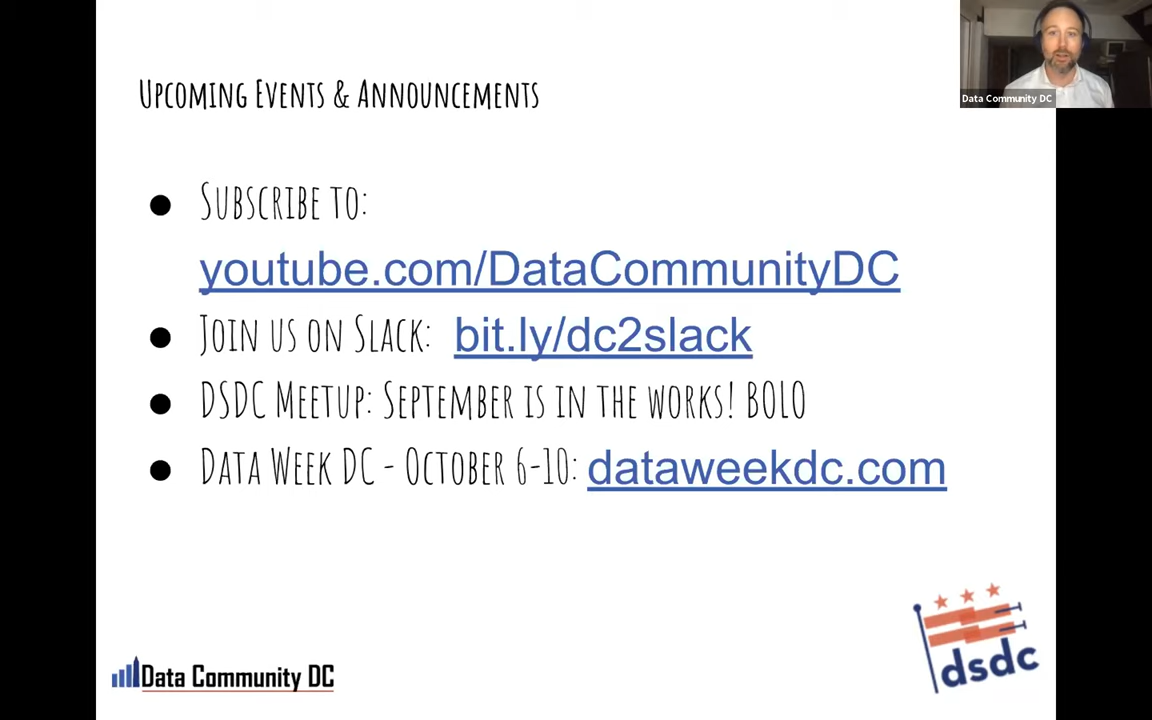 Upcoming Events & Announcements
Data Community DC
● Subscribe to:
youtube.com/DataCommunityDC
● Join us on Slack: bit.ly/dc2slack
● DSDC Meetup: September is in the works! BOLO
● Data Week DC - October 6-10: dataweekdc.com
Data Community DC
dsdc